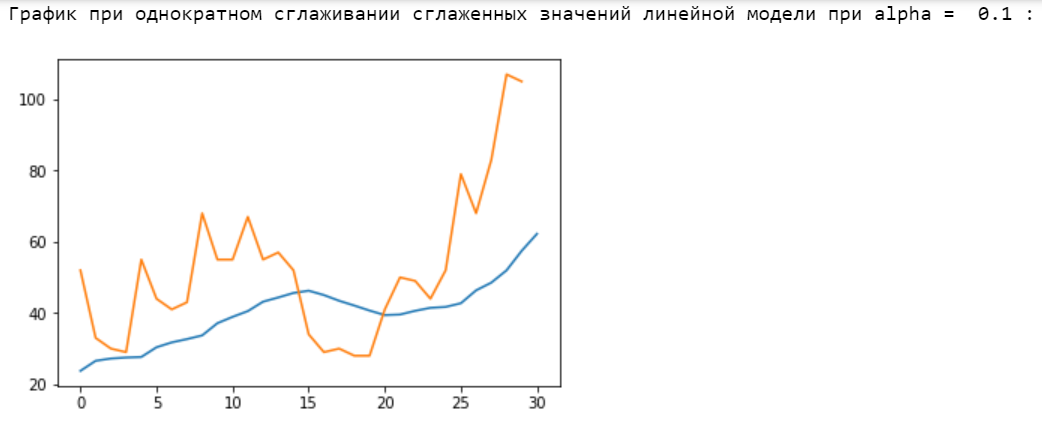 График при однократном сглаживании сглаженных значений линейной модели при alpha =  0.1 :
100
80
60
40
20
0 5 10 15 20 25 30